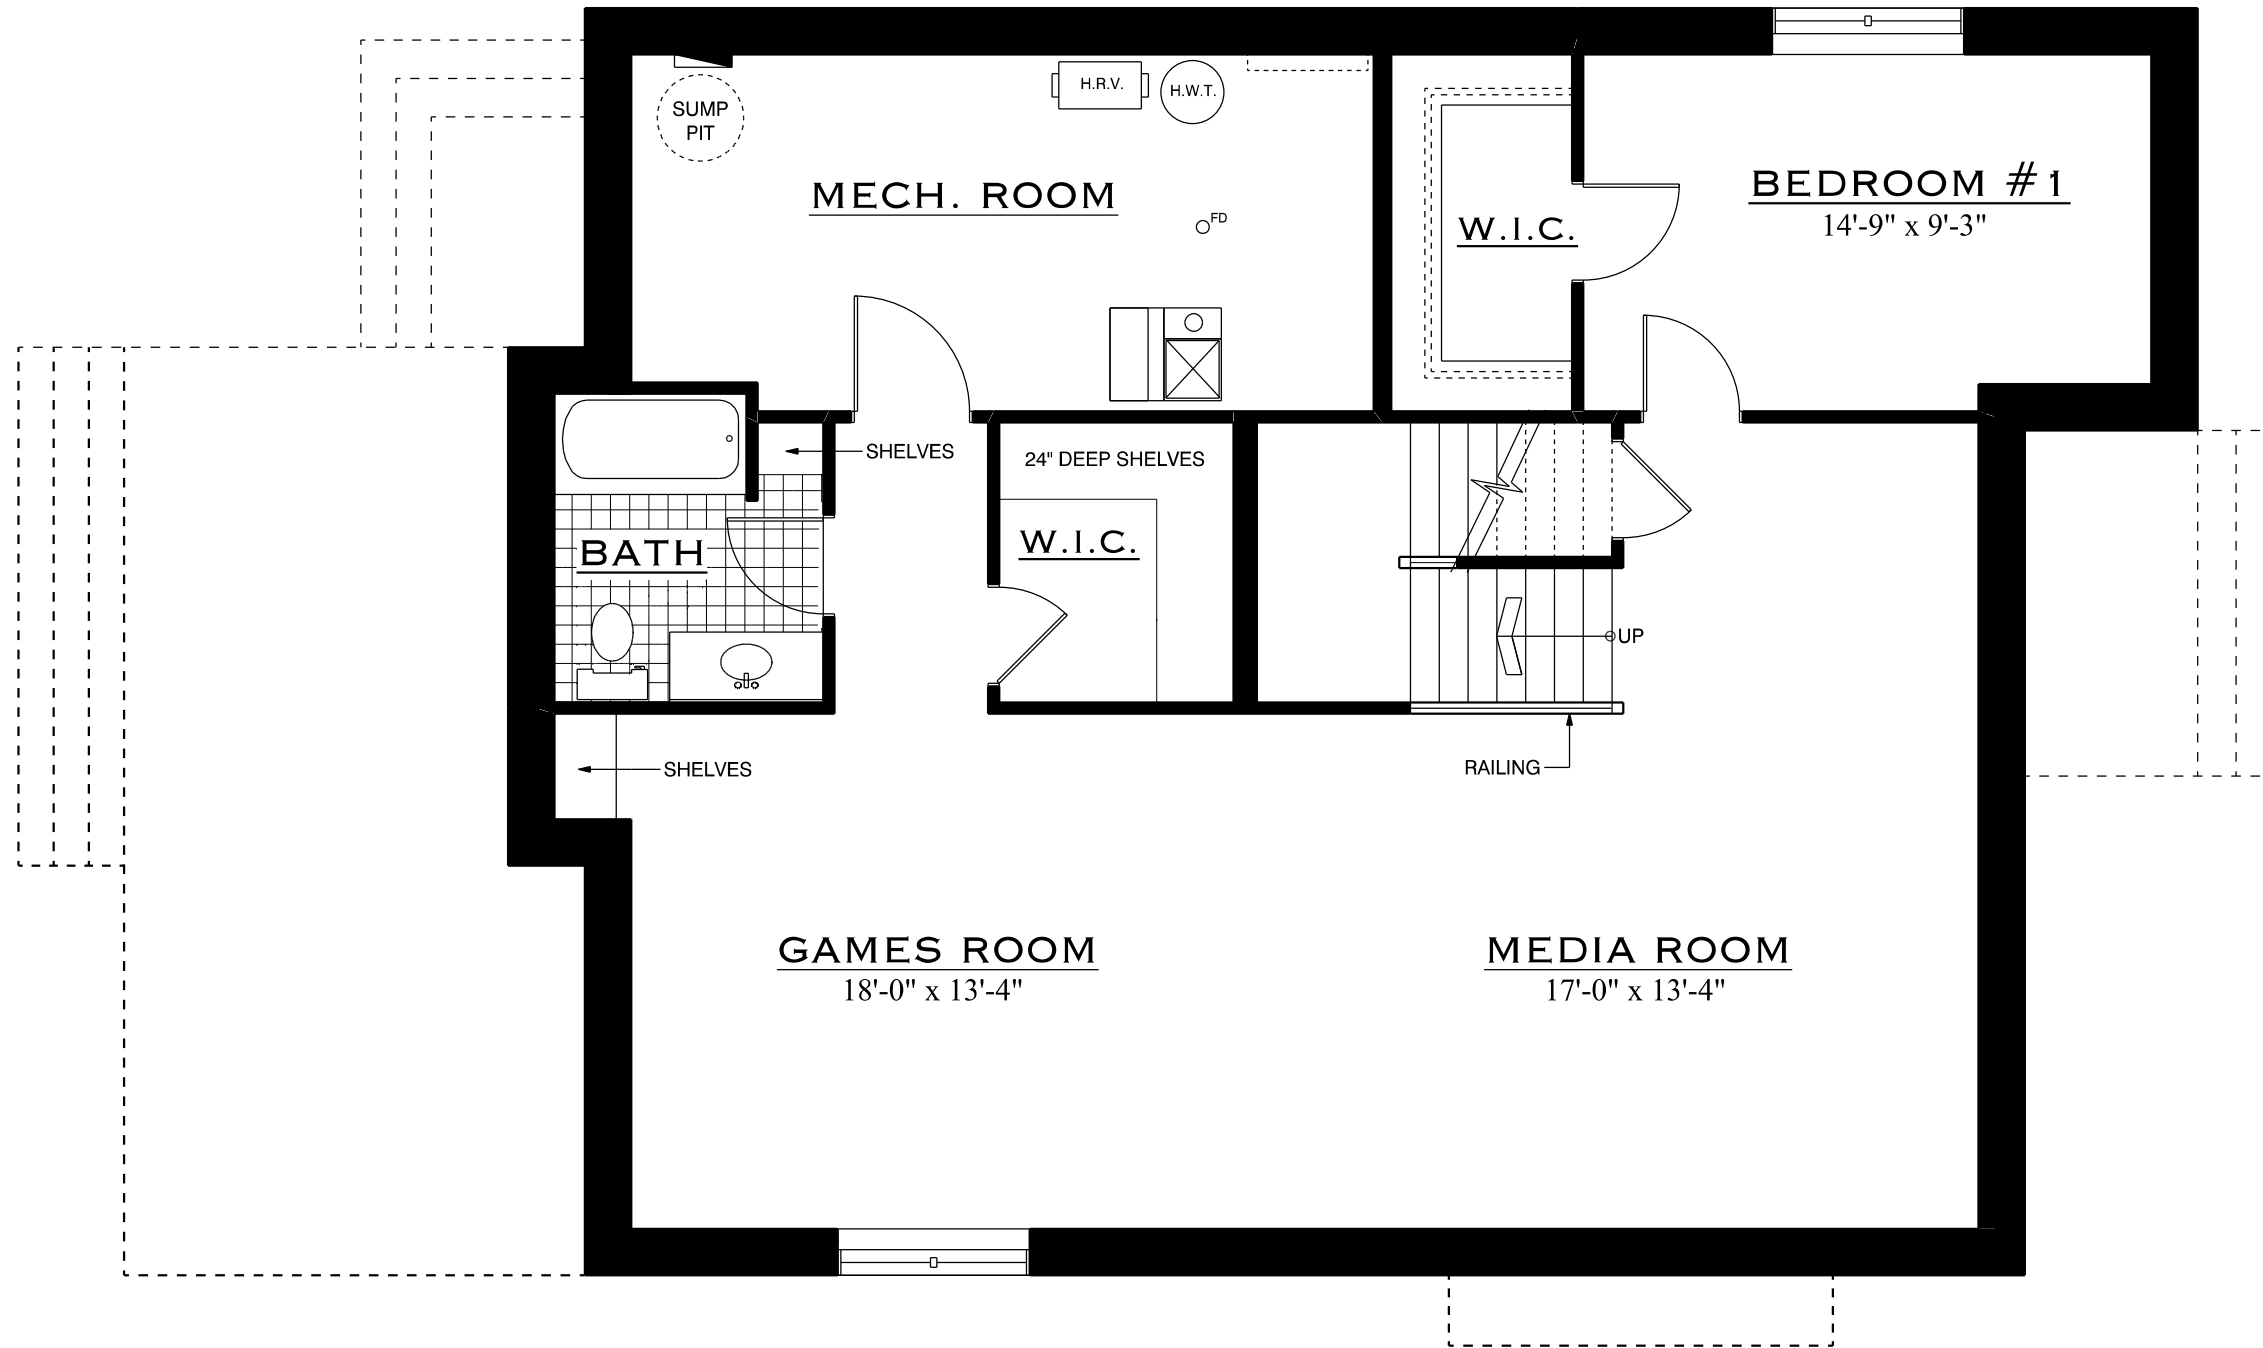 SUMP
PIT
H.R.V.
H.W.T.
MECH. ROOM
FD
W.I.C.
BEDROOM #1
14'-9" x 9'-3"
SHELVES
24" DEEP SHELVES
W.I.C.
BATH
UP
SHELVES
RAILING
GAMES ROOM
18'-0" x 13'-4"
MEDIA ROOM
17'-0" x 13'-4"